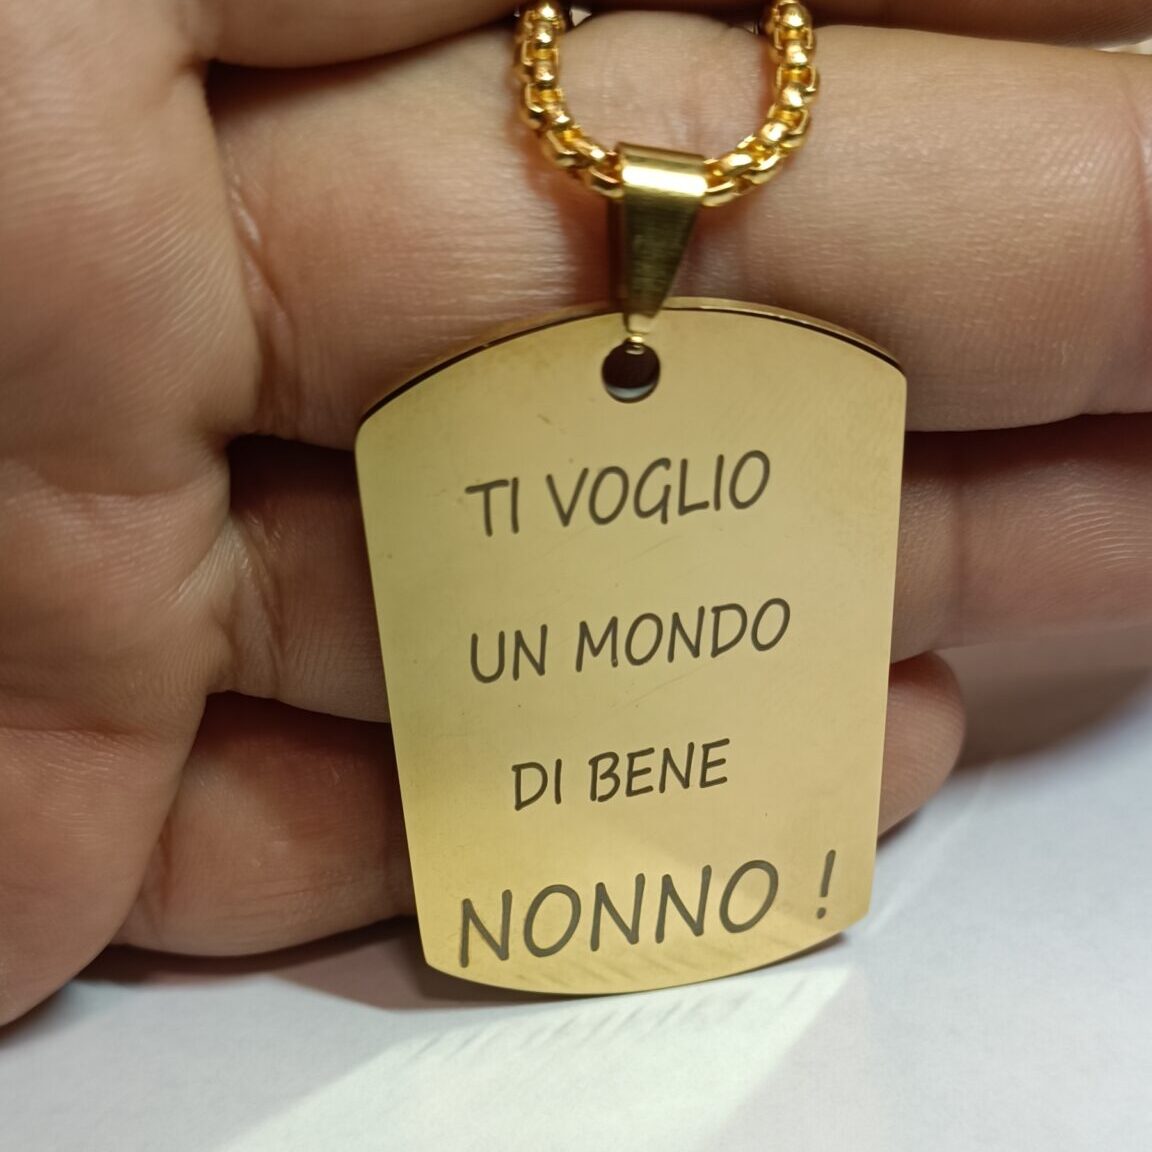 TI VOGLIO
UN MONDO
DI BENE
NONNO !